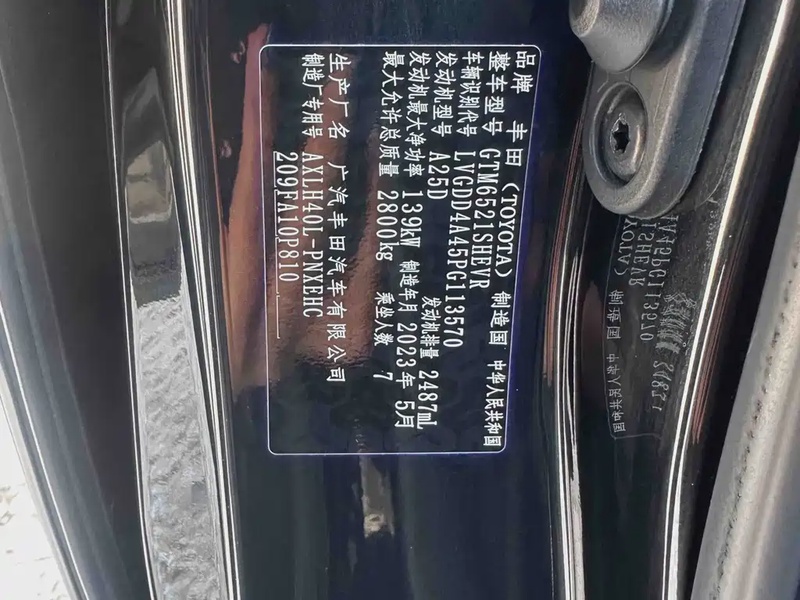 品牌 丰田（TOYOTA） 制造国 中华人民共和国
整车型号 GTM6521SHEVR
车辆识别代号 LVGDD4A45PG113570
发动机型号 A25D 发动机排量 2487mL
发动机最大净功率 139kW 制造年月 2023年5月
最大允许总质量 2800kg 乘坐人数 7
生产厂名 广汽丰田汽车有限公司
制造厂专用号 AXLH40L-PNXEHC
209FA10P810